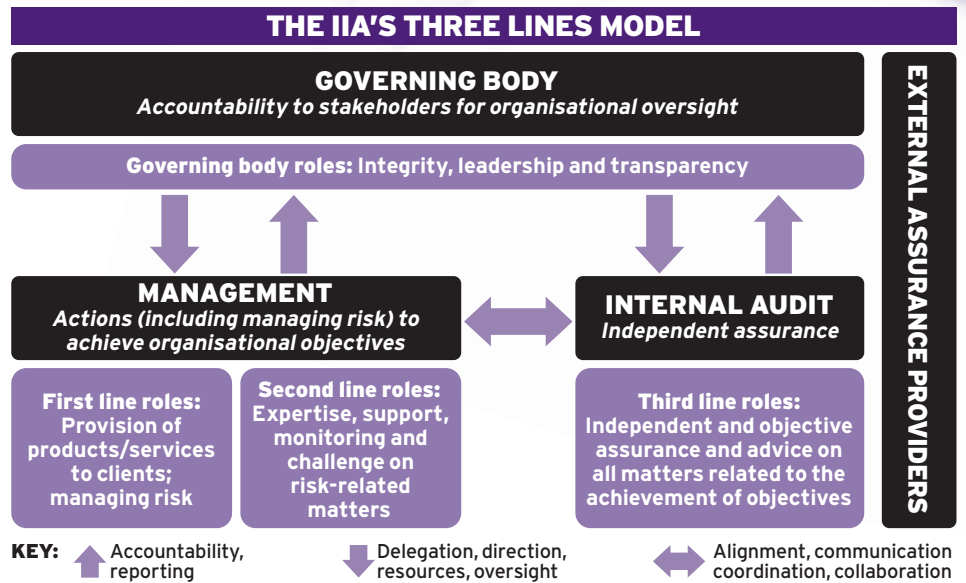 THE IIA'S THREE LINES MODEL
GOVERNING BODY
Accountability to stakeholders for organisational oversight
Governing body roles: Integrity, leadership and transparency
MANAGEMENT
Actions (including managing risk) to
achieve organisational objectives
INTERNAL AUDIT
Independent assurance
First line roles:
Provision of
products/services
to clients;
managing risk
Second line roles:
Expertise, support,
monitoring and
challenge on
risk-related
matters
Third line roles:
Independent and objective
assurance and advice on
all matters related to the
achievement of objectives
EXTERNAL ASSURANCE PROVIDERS
KEY:
Accountability,
reporting
Delegation, direction,
resources, oversight
Alignment, communication
coordination, collaboration